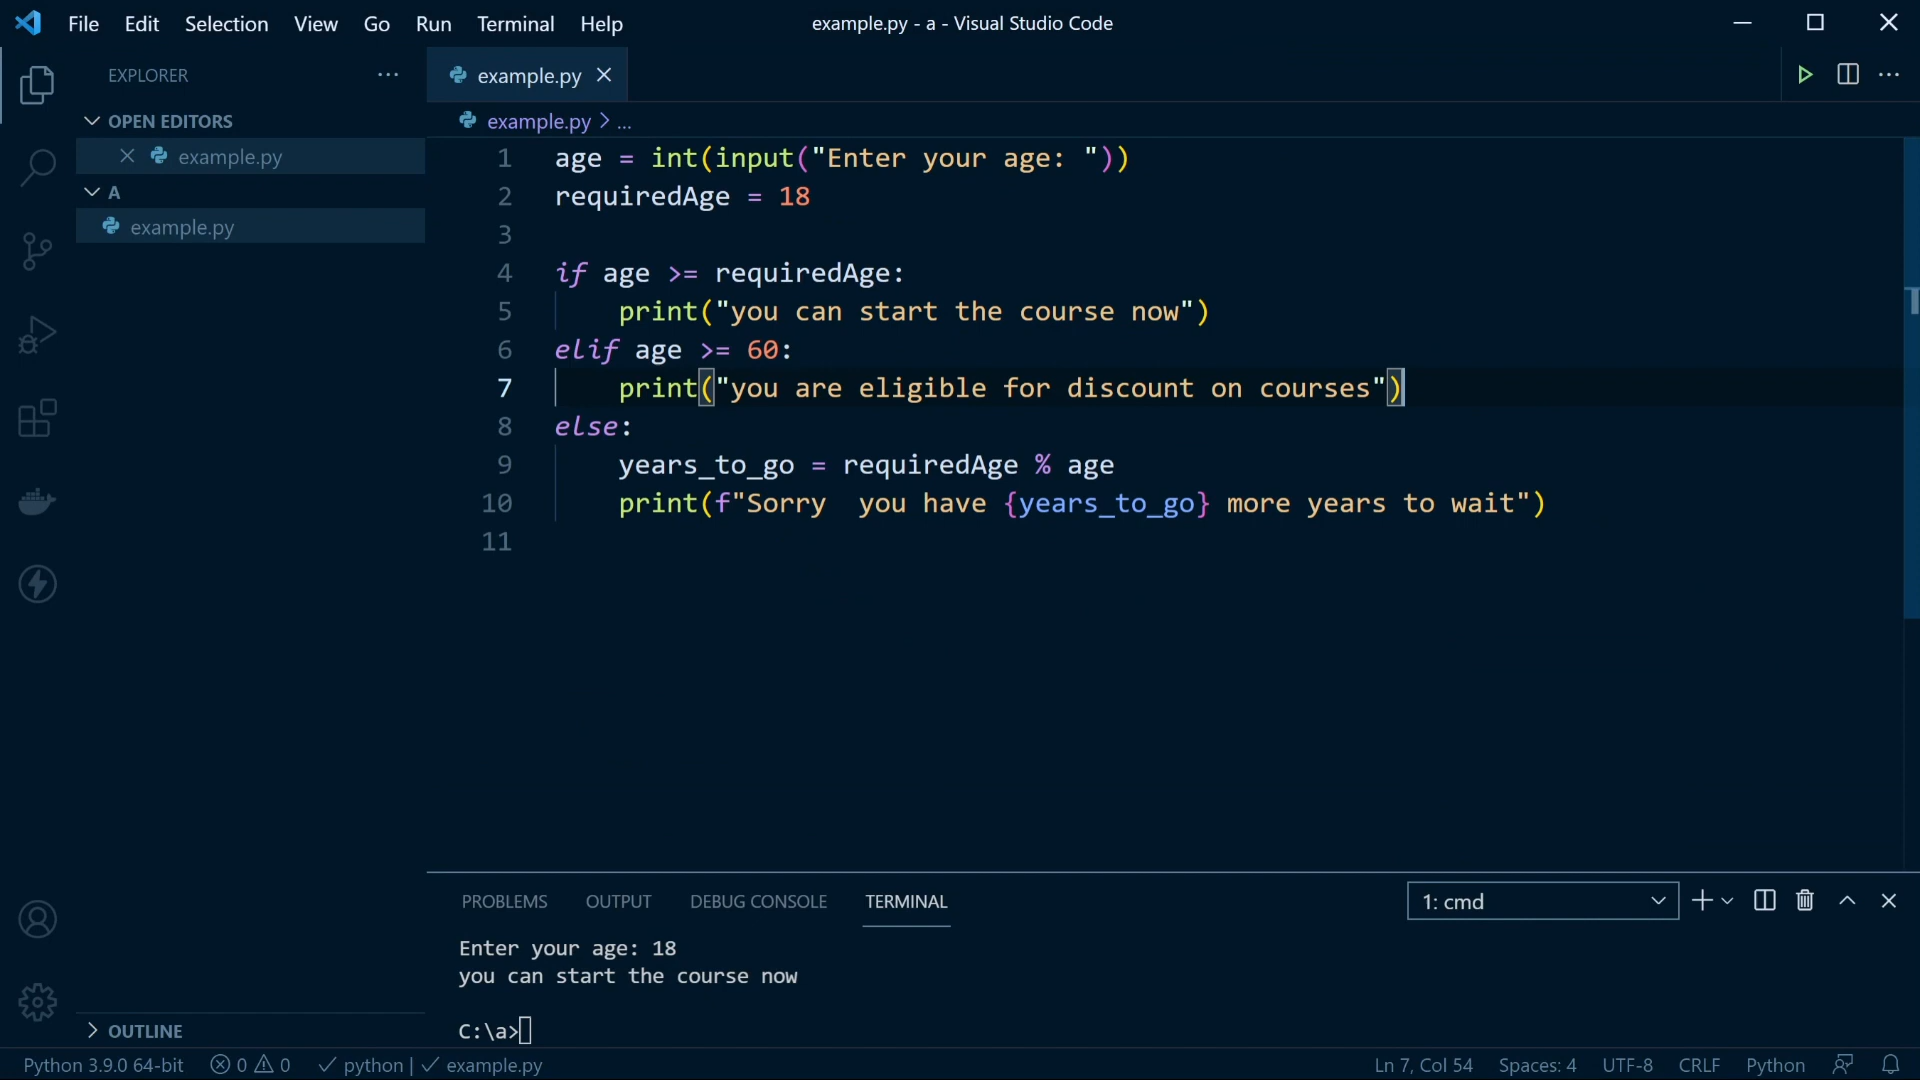 File Edit Selection View Go Run Terminal Help example.py - a - Visual Studio Code
EXPLORER ···
OPEN EDITORS
example.py
A
example.py
OUTLINE
example.py
example.py > ...
1 age = int(input("Enter your age: "))
2 requiredAge = 18
3
4 if age >= requiredAge:
5 print("you can start the course now")
6 elif age >= 60:
7 print("you are eligible for discount on courses")
8 else:
9 years_to_go = requiredAge % age
10 print(f"Sorry  you have {years_to_go} more years to wait")
11
PROBLEMS OUTPUT DEBUG CONSOLE TERMINAL 1: cmd
Enter your age: 18
you can start the course now
C:\a>
Python 3.9.0 64-bit 0 0 python | example.py Ln 7, Col 54 Spaces: 4 UTF-8 CRLF Python